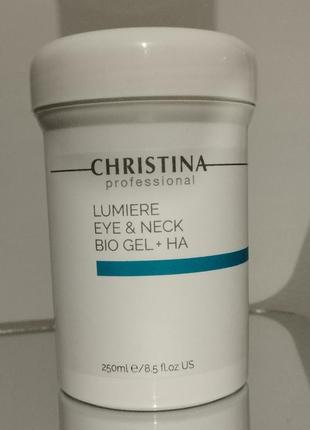 CHRISTINA
professional
LUMIERE
EYE & NECK
BIO GEL + HA
250ml e/8.5 fl.oz US